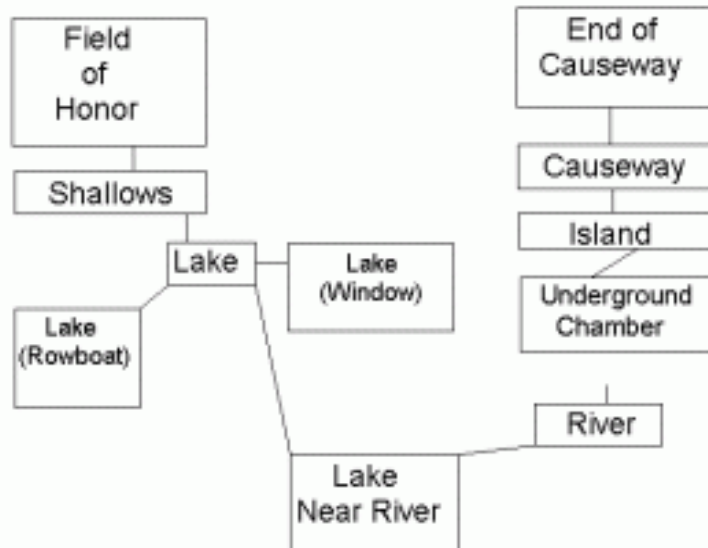 Field
of
Honor
End of
Causeway
Shallows
Causeway
Lake
Lake
(Window)
Island
Lake
(Rowboat)
Underground
Chamber
River
Lake
Near River